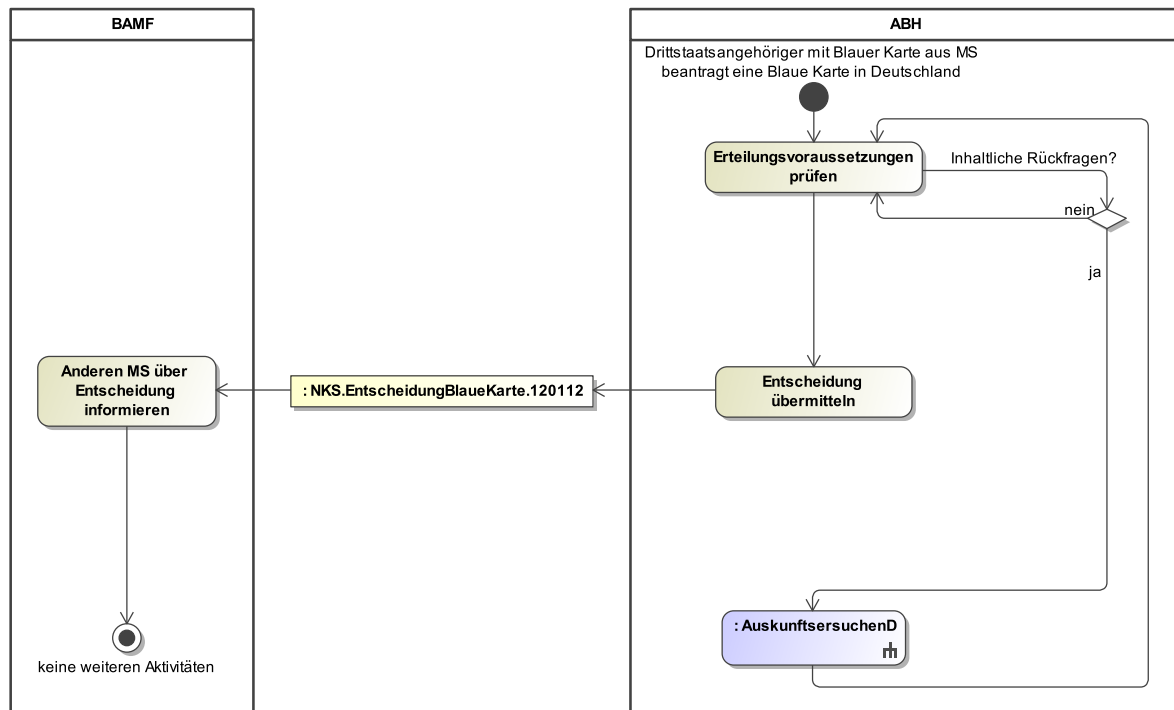 BAMF
ABH
Drittstaatsangehöriger mit Blauer Karte aus MS
beantragt eine Blaue Karte in Deutschland
Erteilungsvoraussetzungen
prüfen
Inhaltliche Rückfragen?
nein
ja
Anderen MS über
Entscheidung
informieren
: NKS.EntscheidungBlaueKarte.120112
Entscheidung
übermitteln
: AuskunftsersuchenD
keine weiteren Aktivitäten